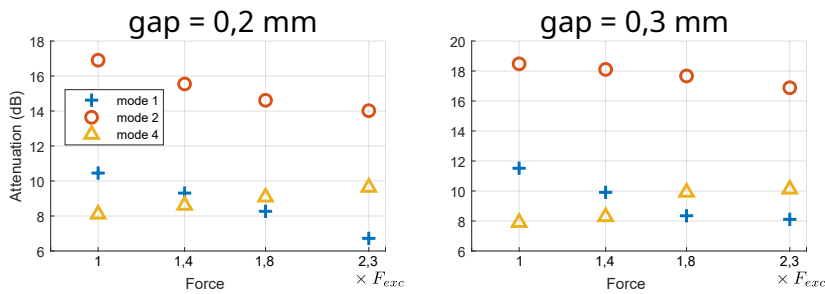 gap = 0,2 mm
18
16
14
12
10
8
6
Attenuation (dB)
mode 1
mode 2
mode 4
1
1,4
1,8
2,3
Force
× F_exc
gap = 0,3 mm
20
18
16
14
12
10
8
6
1
1,4
1,8
2,3
Force
× F_exc